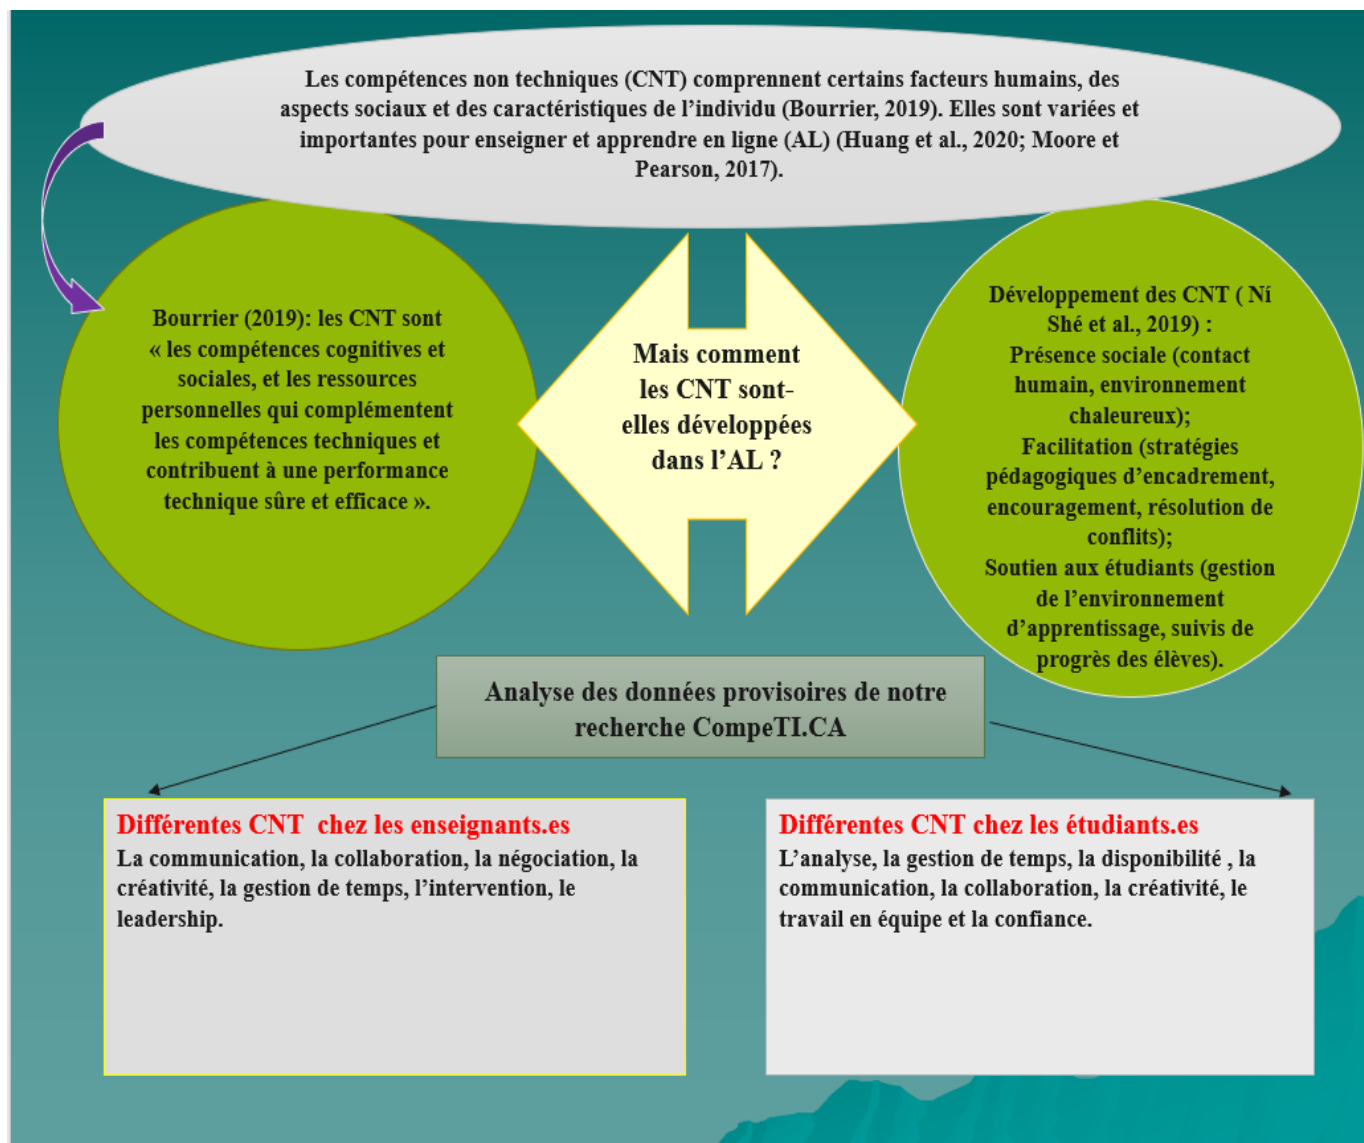 Les compétences non techniques (CNT) comprennent certains facteurs humains, des
aspects sociaux et des caractéristiques de l’individu (Bourrier, 2019). Elles sont variées et
importantes pour enseigner et apprendre en ligne (AL) (Huang et al., 2020; Moore et
Pearson, 2017).
Bourrier (2019): les CNT sont
« les compétences cognitives et
sociales, et les ressources
personnelles qui complémentent
les compétences techniques et
contribuent à une performance
technique sûre et efficace ».
Mais comment
les CNT sont-
elles développées
dans l’AL ?
Développement des CNT ( Ní
Shé et al., 2019) :
Présence sociale (contact
humain, environnement
chaleureux);
Facilitation (stratégies
pédagogiques d’encadrement,
encouragement, résolution de
conflits);
Soutien aux étudiants (gestion
de l’environnement
d’apprentissage, suivis de
progrès des élèves).
Analyse des données provisoires de notre
recherche CompeTI.CA
Différentes CNT  chez les enseignants.es
La communication, la collaboration, la négociation, la
créativité, la gestion de temps, l’intervention, le
leadership.
Différentes CNT chez les étudiants.es
L’analyse, la gestion de temps, la disponibilité , la
communication, la collaboration, la créativité, le
travail en équipe et la confiance.